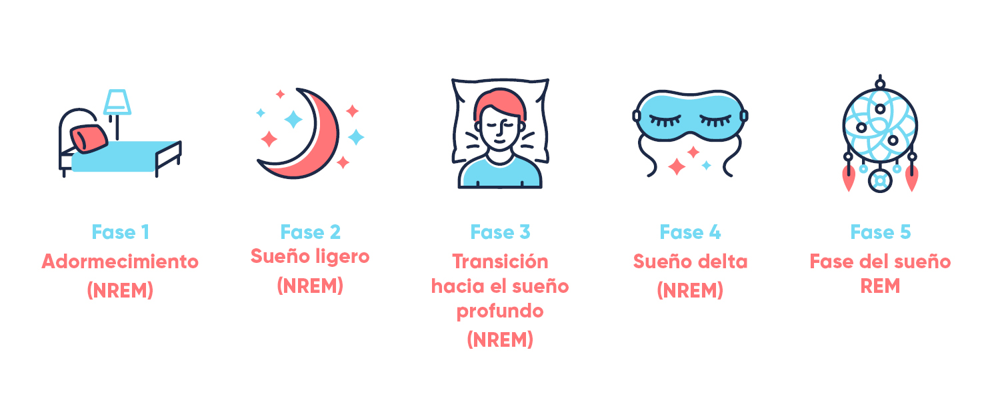 Fase 1
Adormecimiento
(NREM)
Fase 2
Sueño ligero
(NREM)
Fase 3
Transición
hacia el sueño
profundo
(NREM)
Fase 4
Sueño delta
(NREM)
Fase 5
Fase del sueño
REM